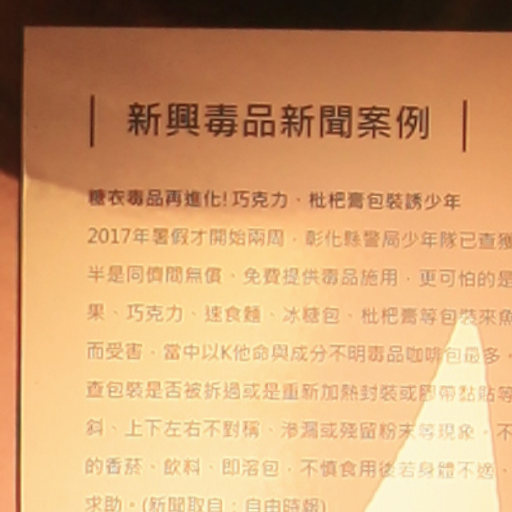 新興毒品新聞案例
糖衣毒品再進化!巧克力、枇杷膏包裝誘少年
2017年暑假才開始兩周，彰化縣警局少年隊已查獲
半是同儕間無償、免費提供毒品施用，更可怕的是
果、巧克力、速食麵、冰糖包、枇杷膏等包裝來魚
而受害，當中以K他命與成分不明毒品咖啡包最多。
查包裝是否被拆過或是重新加熱封裝或膠帶黏貼等
斜、上下左右不對稱、滲漏或殘留粉末等現象，不
的香菸、飲料、即溶包，不慎食用後若身體不適，
求助。(新聞取自：自由時報)